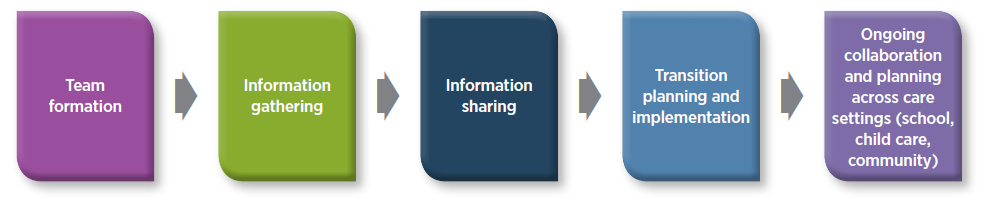 Team
formation
Information
gathering
Information
sharing
Transition
planning and
implementation
Ongoing
collaboration
and planning
across care
settings (school,
child care,
community)